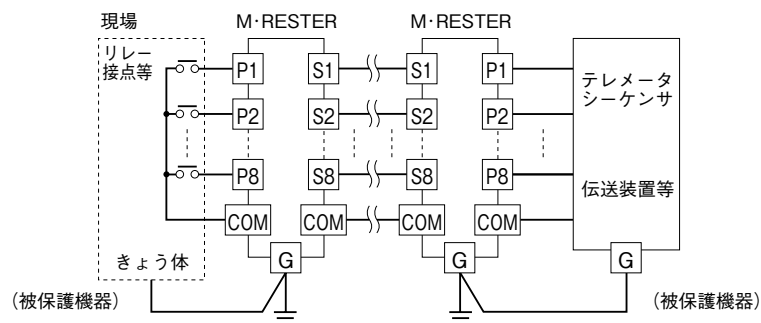 現場
M·RESTER
M·RESTER
リレー
接点等
P1
S1
S1
P1
テレメータ
シーケンサ
P2
S2
S2
P2
P8
S8
S8
P8
伝送装置等
COM
COM
COM
COM
きょう体
G
G
G
（被保護機器）
（被保護機器）